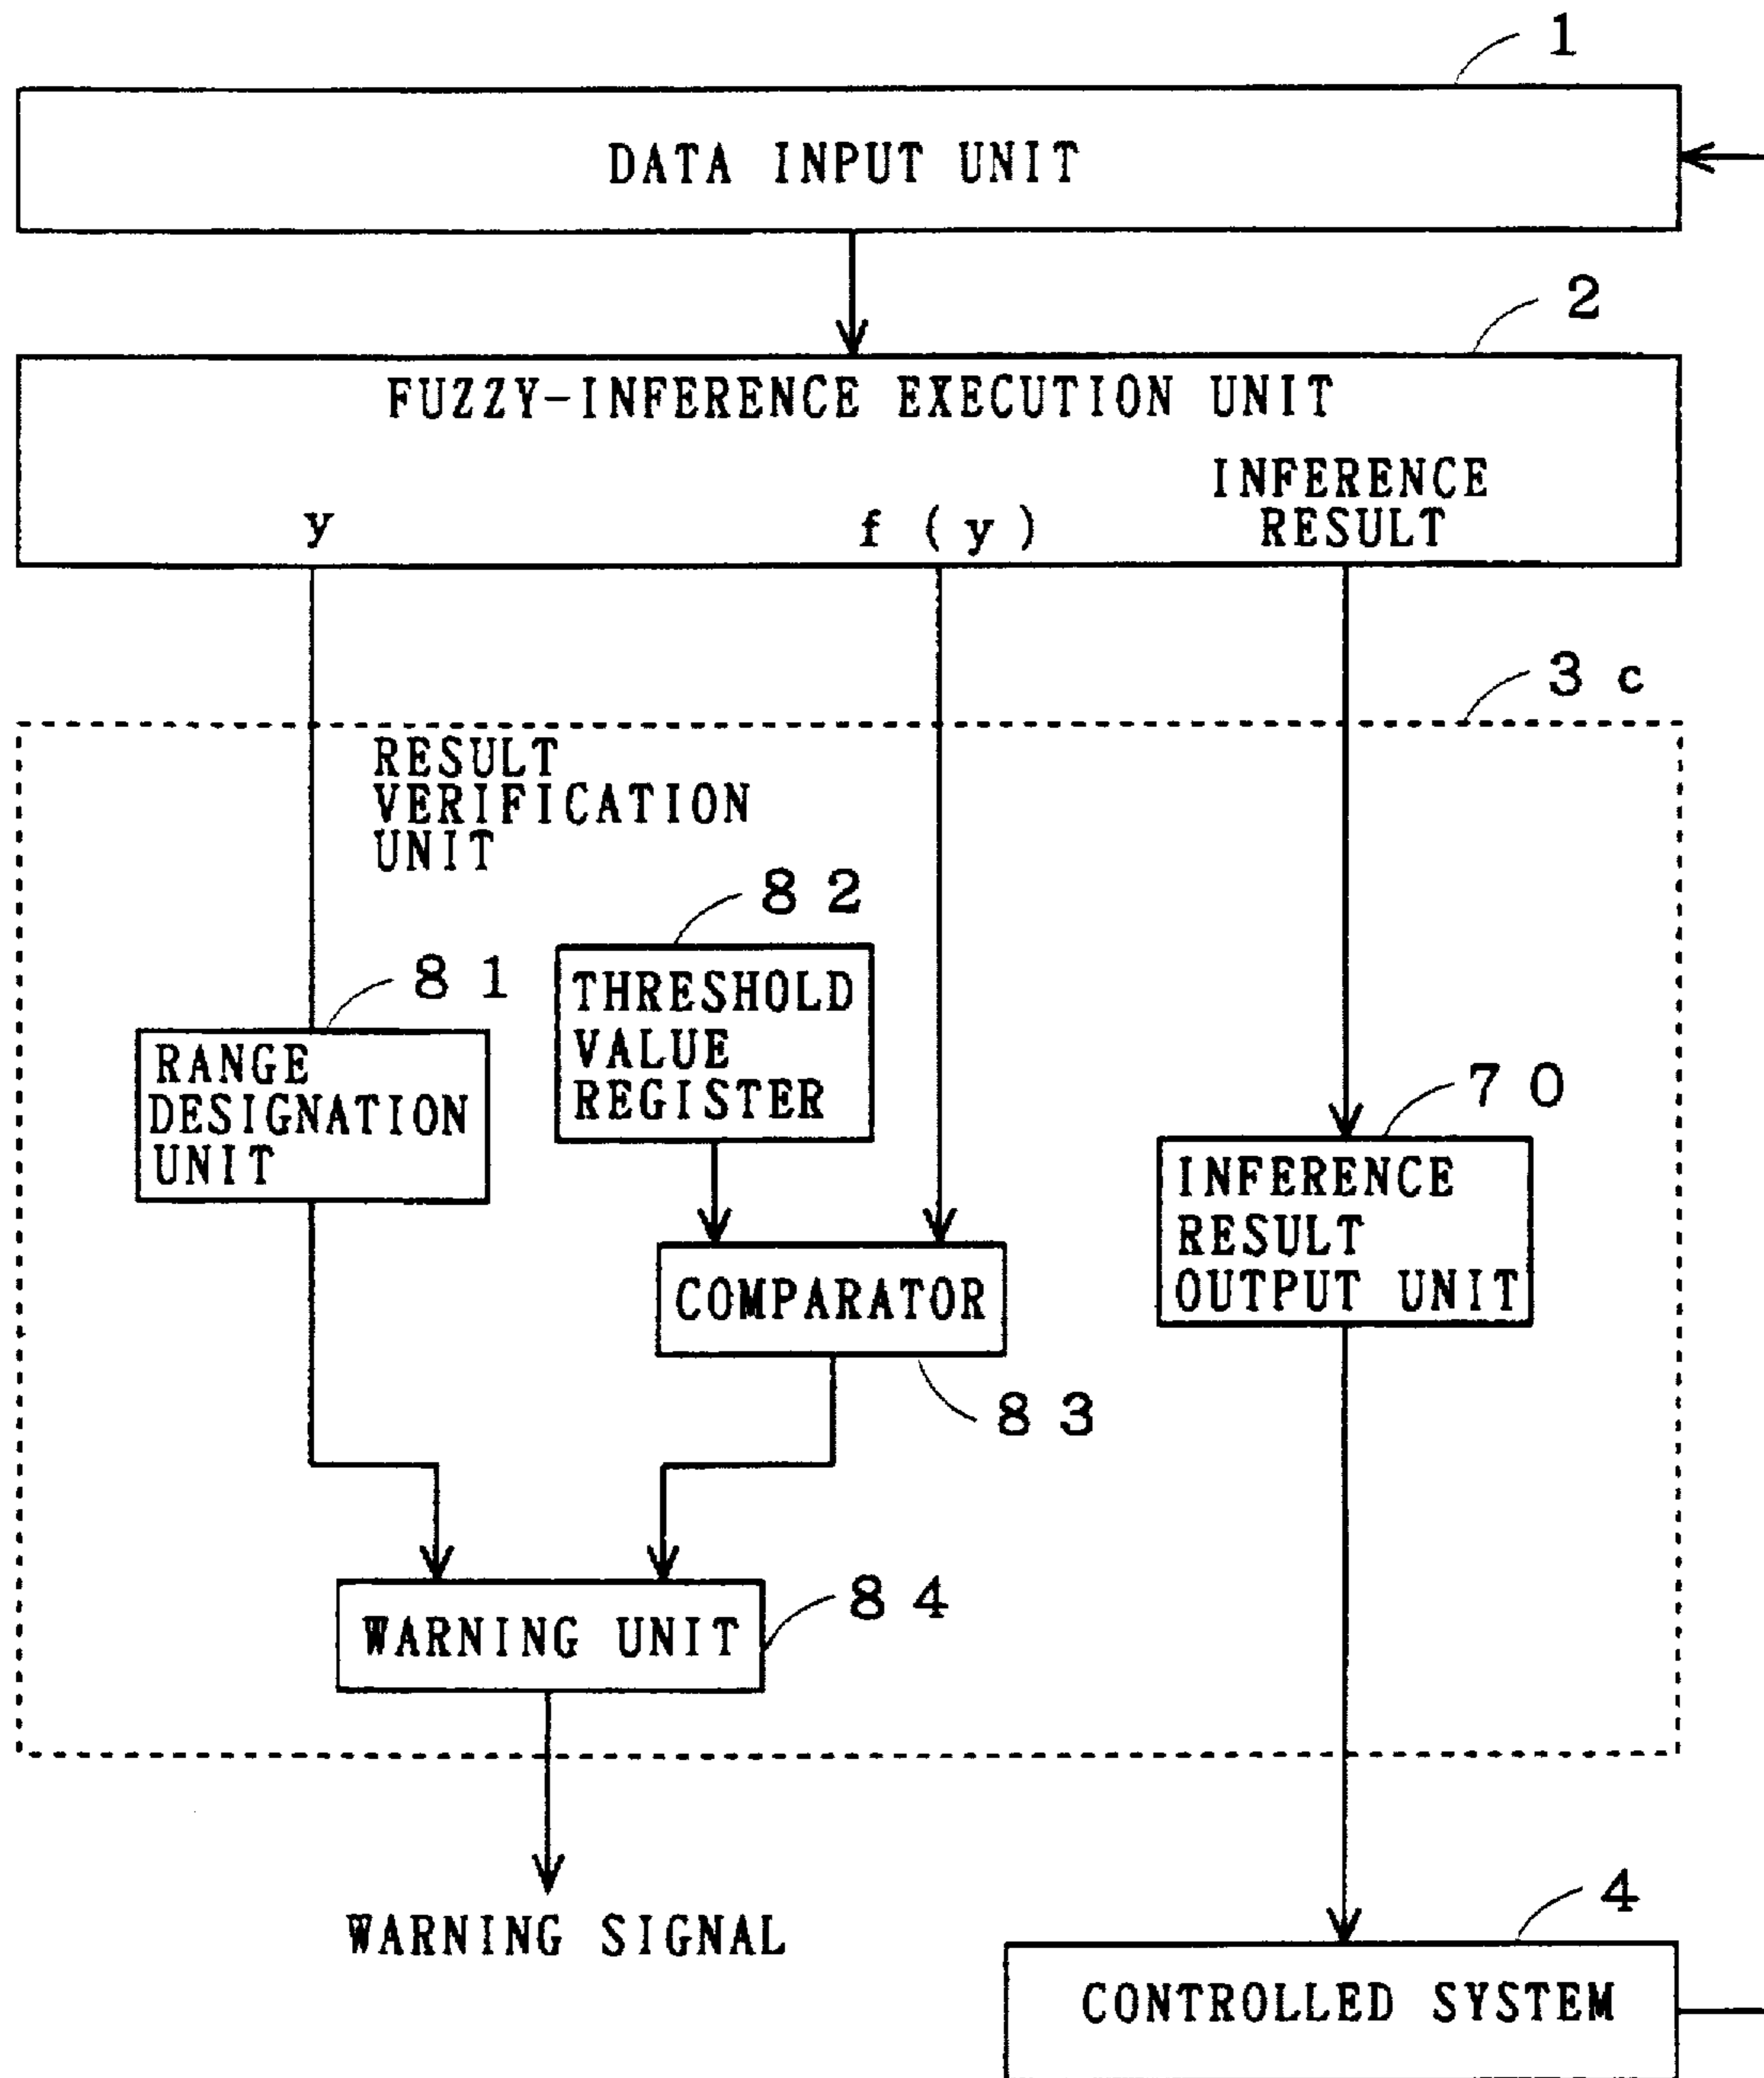 1
DATA INPUT UNIT
2
FUZZY-INFERENCE EXECUTION UNIT
INFERENCE
RESULT
y
f ( y )
3 c
RESULT
VERIFICATION
UNIT
8 2
8 1
THRESHOLD
VALUE
REGISTER
RANGE
DESIGNATION
UNIT
7 0
INFERENCE
RESULT
OUTPUT UNIT
COMPARATOR
8 3
8 4
WARNING UNIT
4
WARNING SIGNAL
CONTROLLED SYSTEM